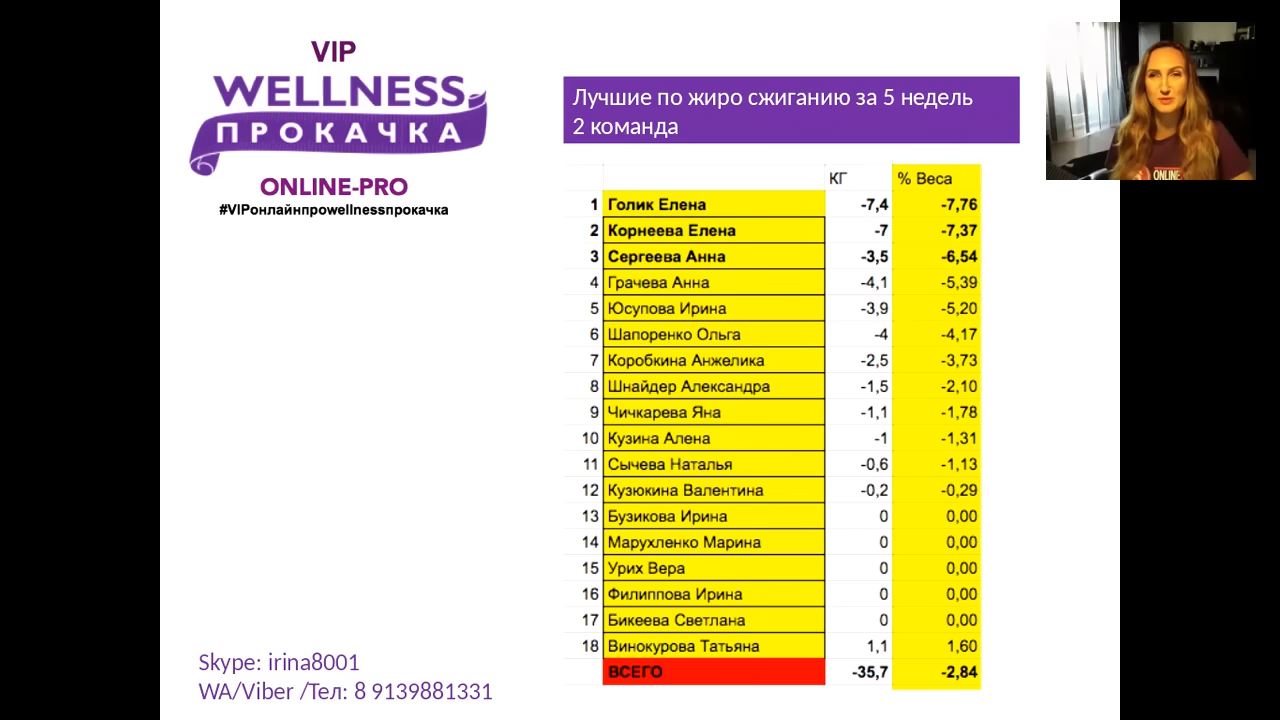 VIP
WELLNESS
ПРОКАЧКА
ONLINE-PRO
#VIPонлайнпроwellnessпрокачка
Лучшие по жиро сжиганию за 5 недель
2 команда
КГ % Веса
1 Голик Елена -7,4 -7,76
2 Корнеева Елена -7 -7,37
3 Сергеева Анна -3,5 -6,54
4 Грачева Анна -4,1 -5,39
5 Юсупова Ирина -3,9 -5,20
6 Шапоренко Ольга -4 -4,17
7 Коробкина Анжелика -2,5 -3,73
8 Шнайдер Александра -1,5 -2,10
9 Чичкарева Яна -1,1 -1,78
10 Кузина Алена -1 -1,31
11 Сычева Наталья -0,6 -1,13
12 Кузюкина Валентина -0,2 -0,29
13 Бузикова Ирина 0 0,00
14 Марухленко Марина 0 0,00
15 Урих Вера 0 0,00
16 Филиппова Ирина 0 0,00
17 Бикеева Светлана 0 0,00
18 Винокурова Татьяна 1,1 1,60
ВСЕГО -35,7 -2,84
Skype: irina8001
WA/Viber /Тел: 8 9139881331
ONLINE-